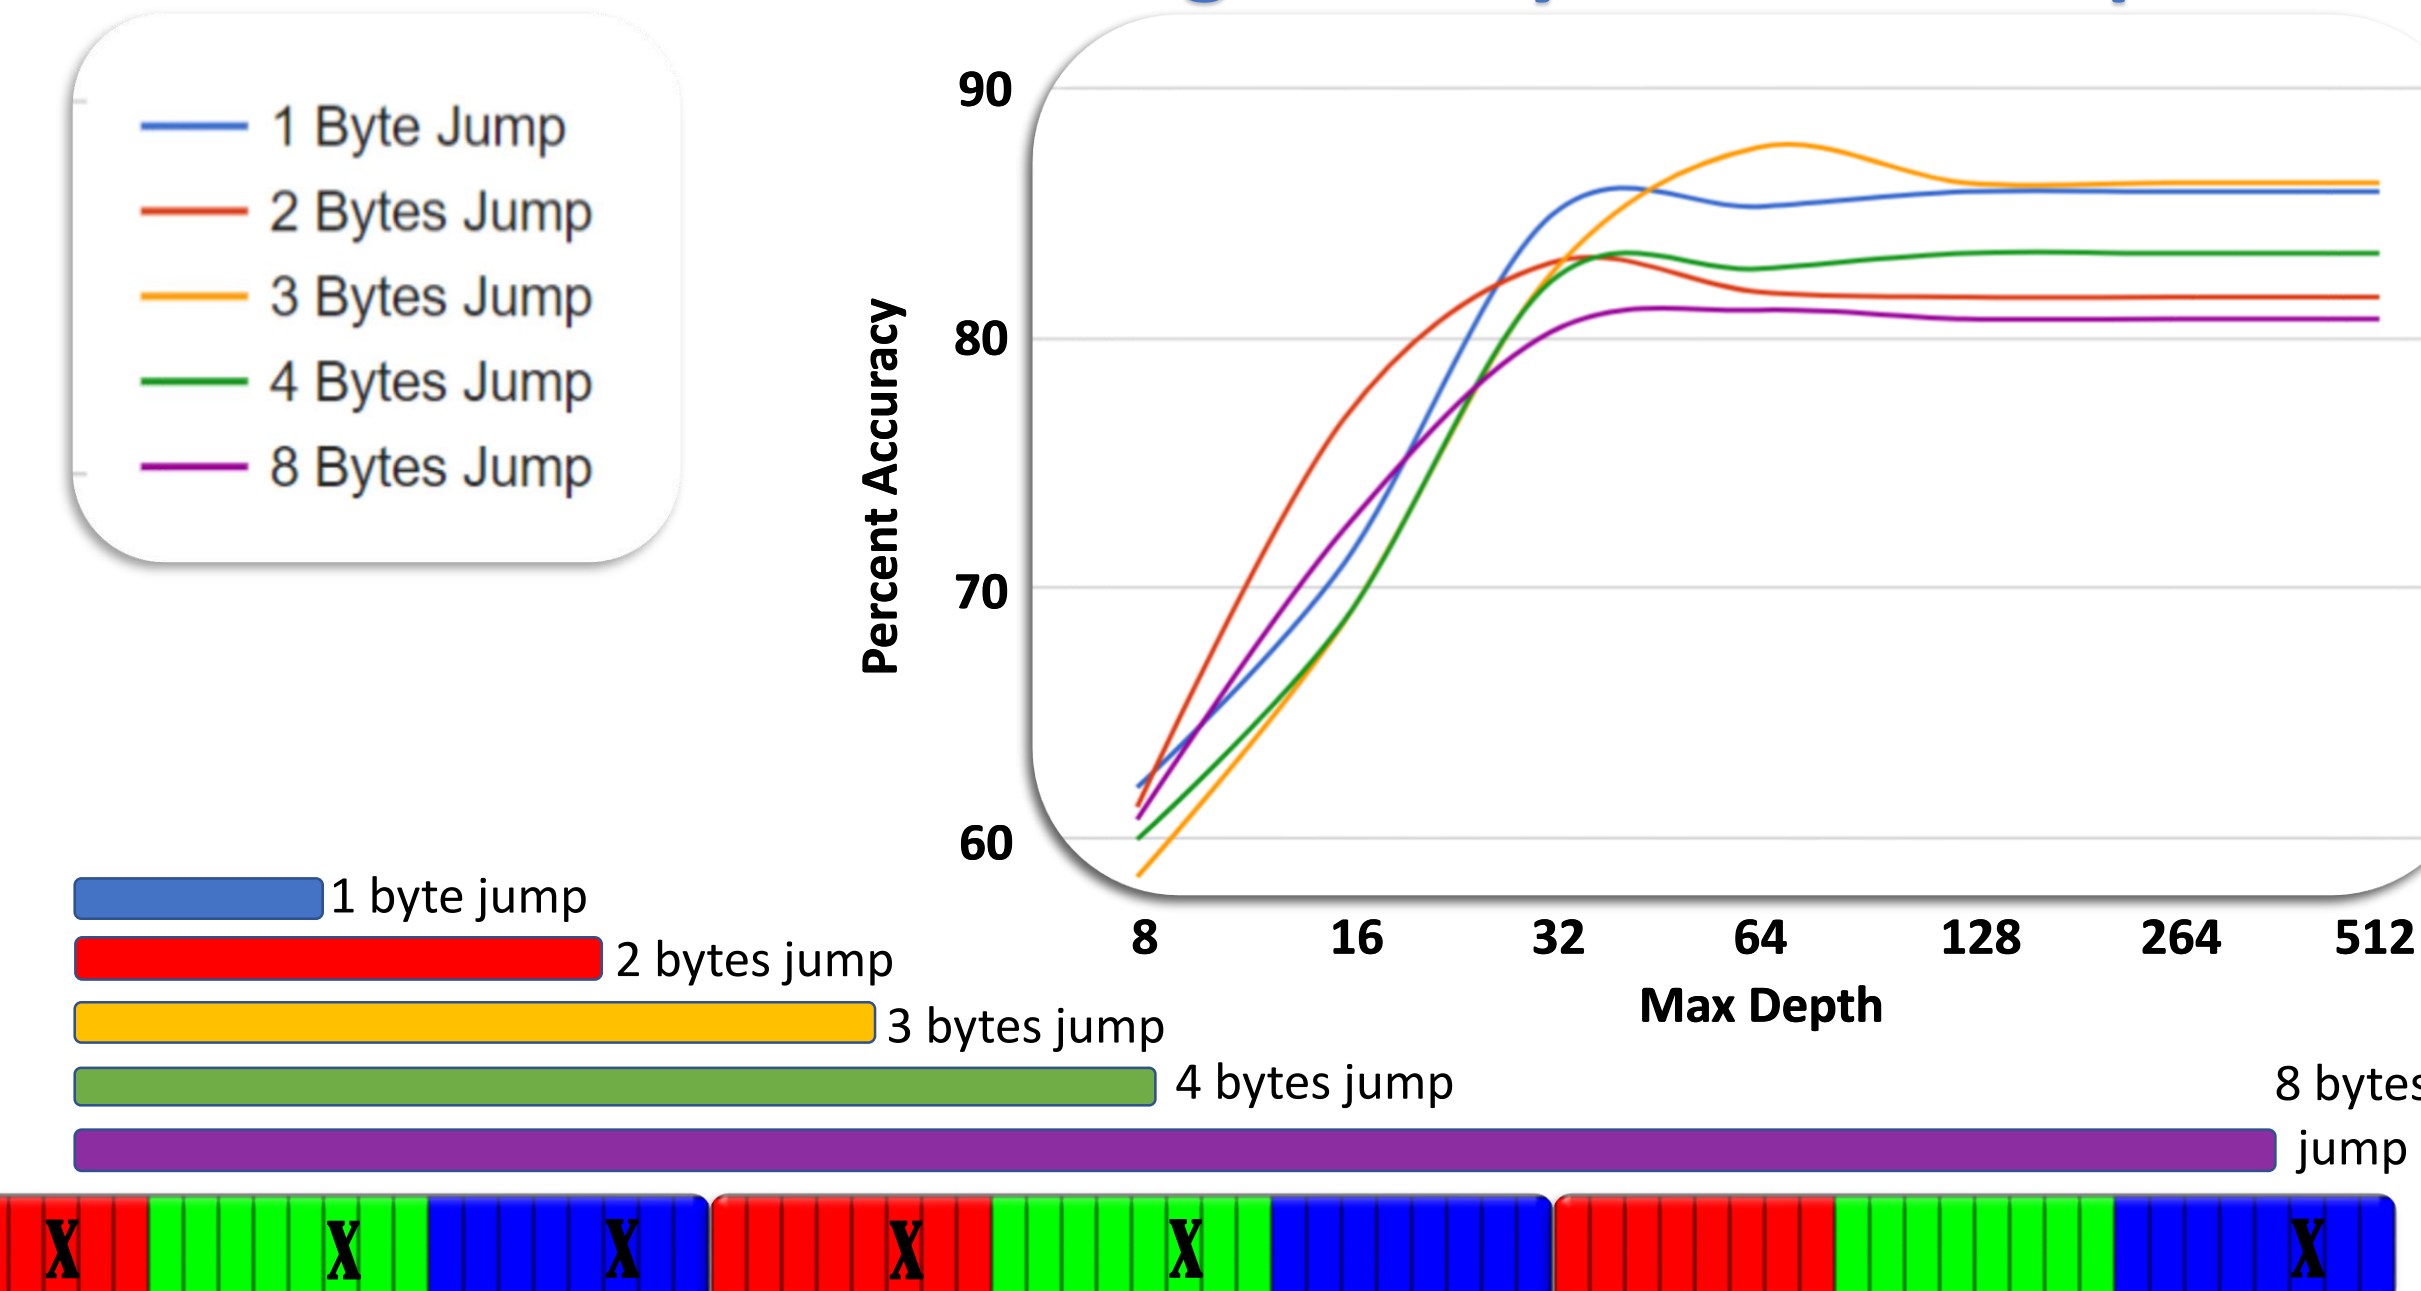 1 Byte Jump
2 Bytes Jump
3 Bytes Jump
4 Bytes Jump
8 Bytes Jump
90
80
70
60
Percent Accuracy
8 16 32 64 128 264 512
Max Depth
1 byte jump
2 bytes jump
3 bytes jump
4 bytes jump
8 bytes
jump
X X X X X X